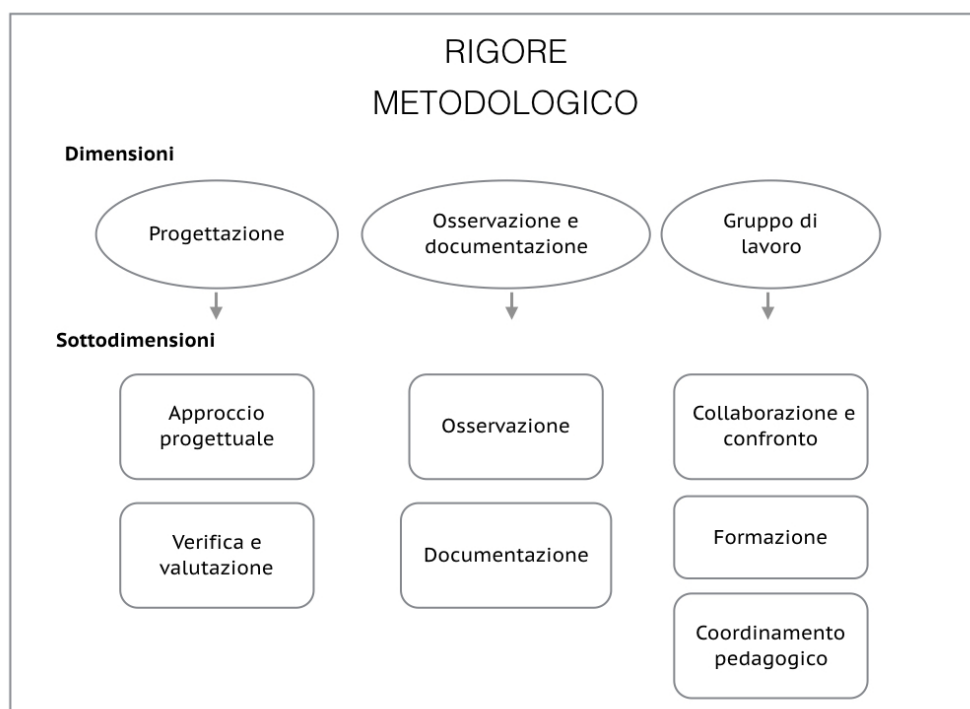 RIGORE
METODOLOGICO
Dimensioni
Progettazione
Osservazione e
documentazione
Gruppo di
lavoro
Sottodimensioni
Approccio
progettuale
Osservazione
Collaborazione e
confronto
Verifica e
valutazione
Documentazione
Formazione
Coordinamento
pedagogico